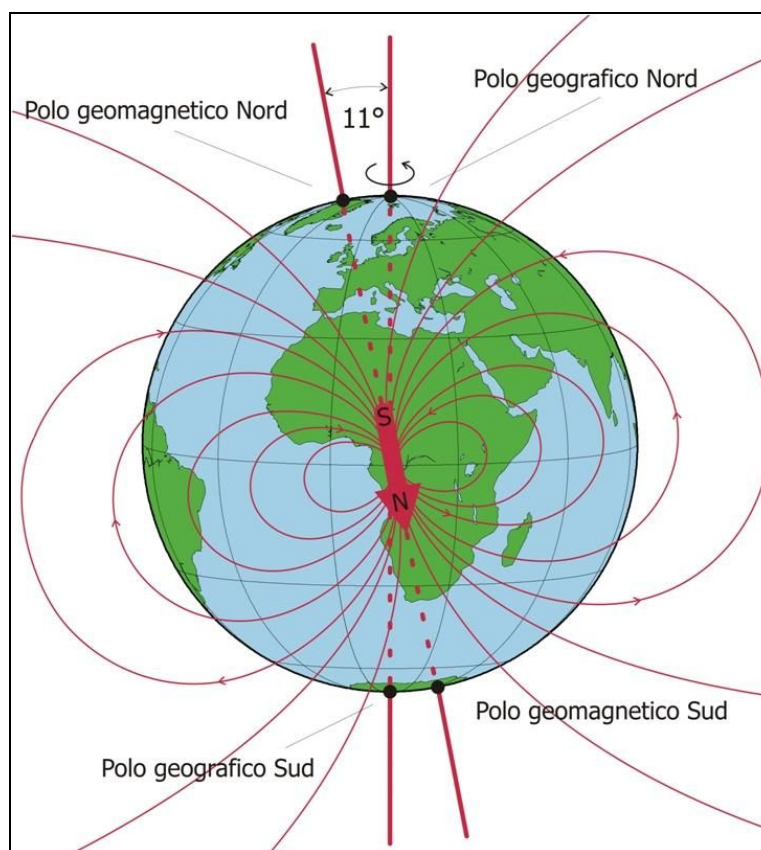 Polo geografico Nord
Polo geomagnetico Nord
11°
S
N
Polo geomagnetico Sud
Polo geografico Sud